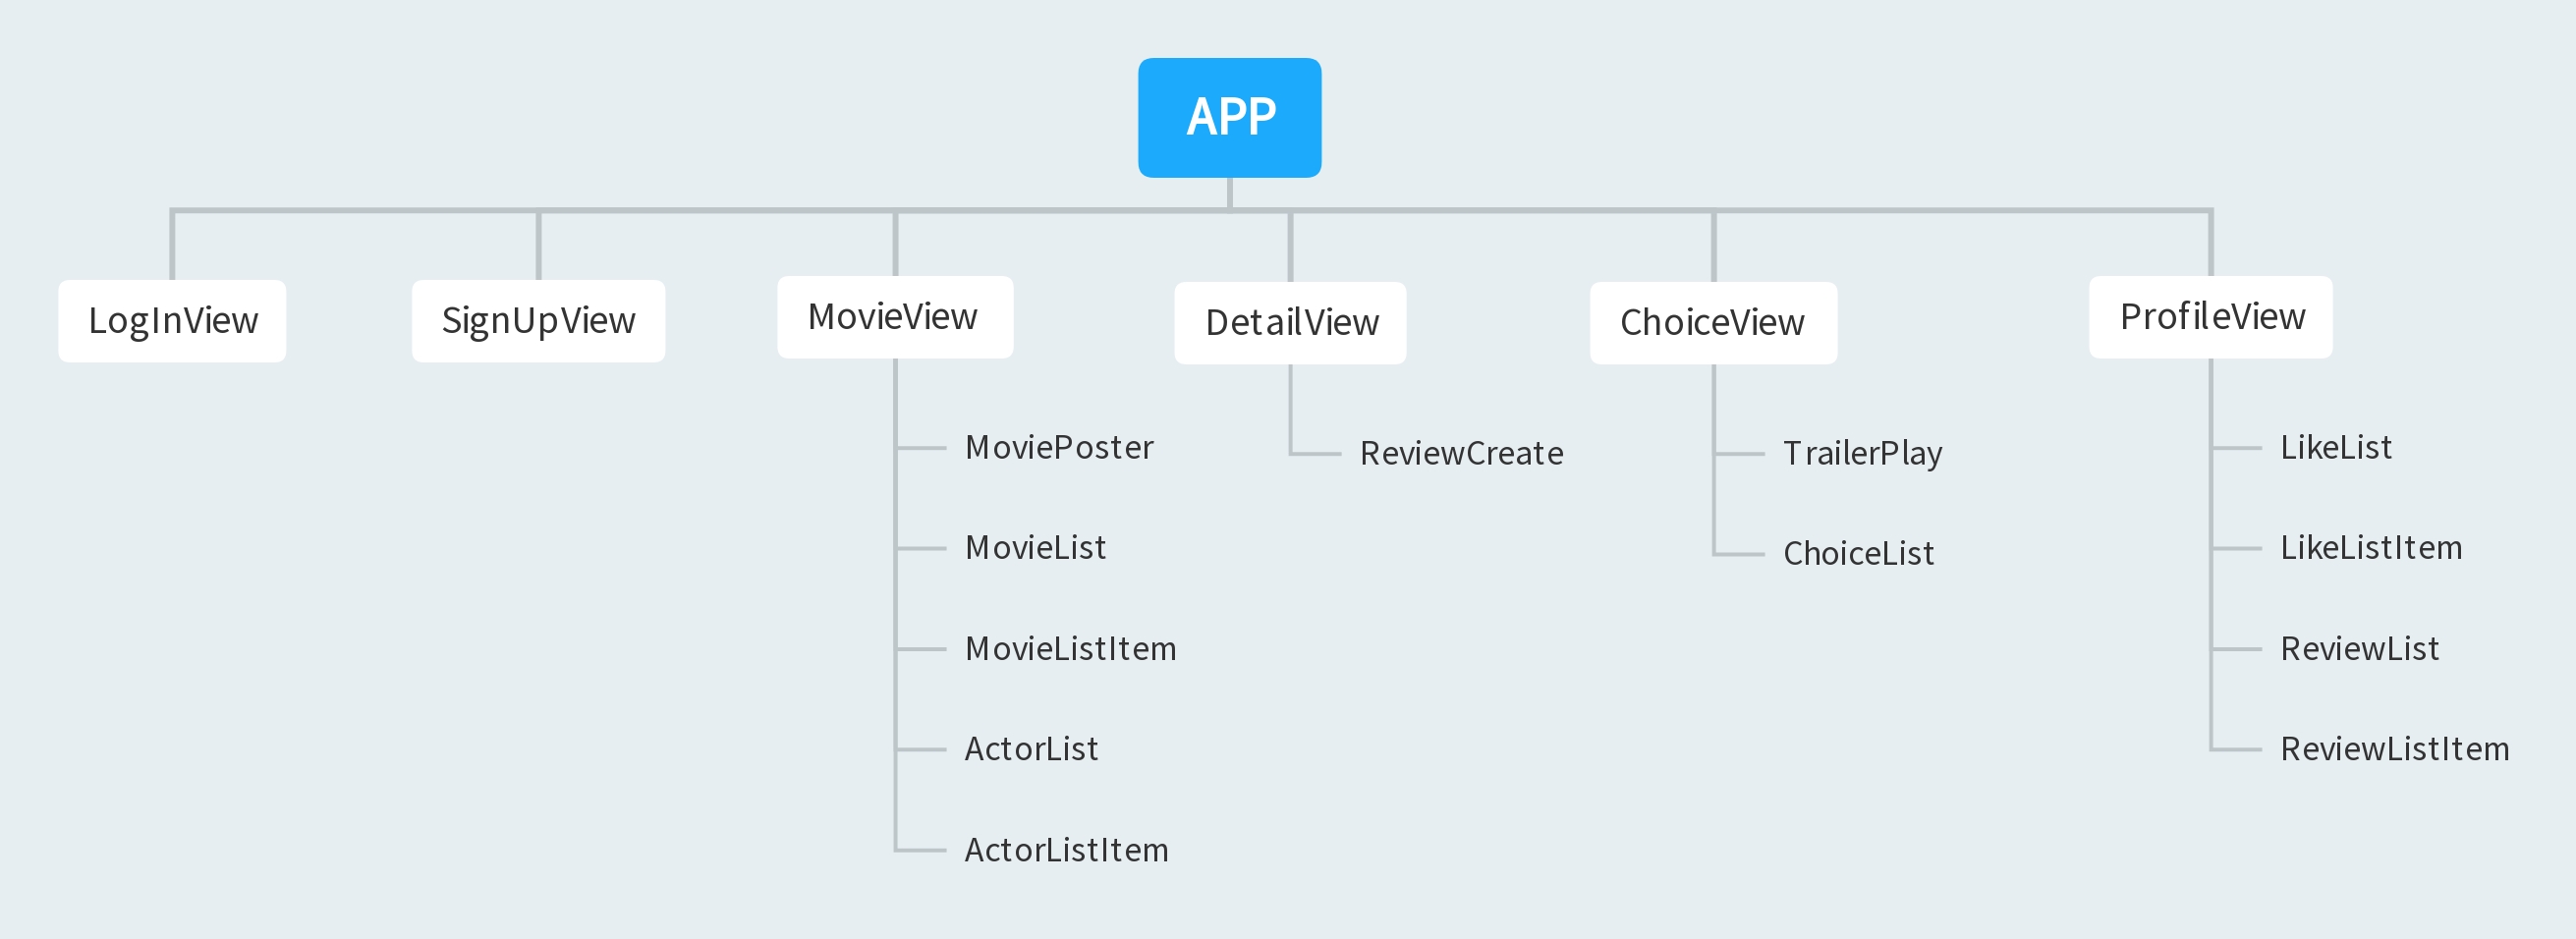 APP
LogInView
SignUpView
MovieView
DetailView
ChoiceView
ProfileView
MoviePoster
MovieList
MovieListItem
ActorList
ActorListItem
ReviewCreate
TrailerPlay
ChoiceList
LikeList
LikeListItem
ReviewList
ReviewListItem